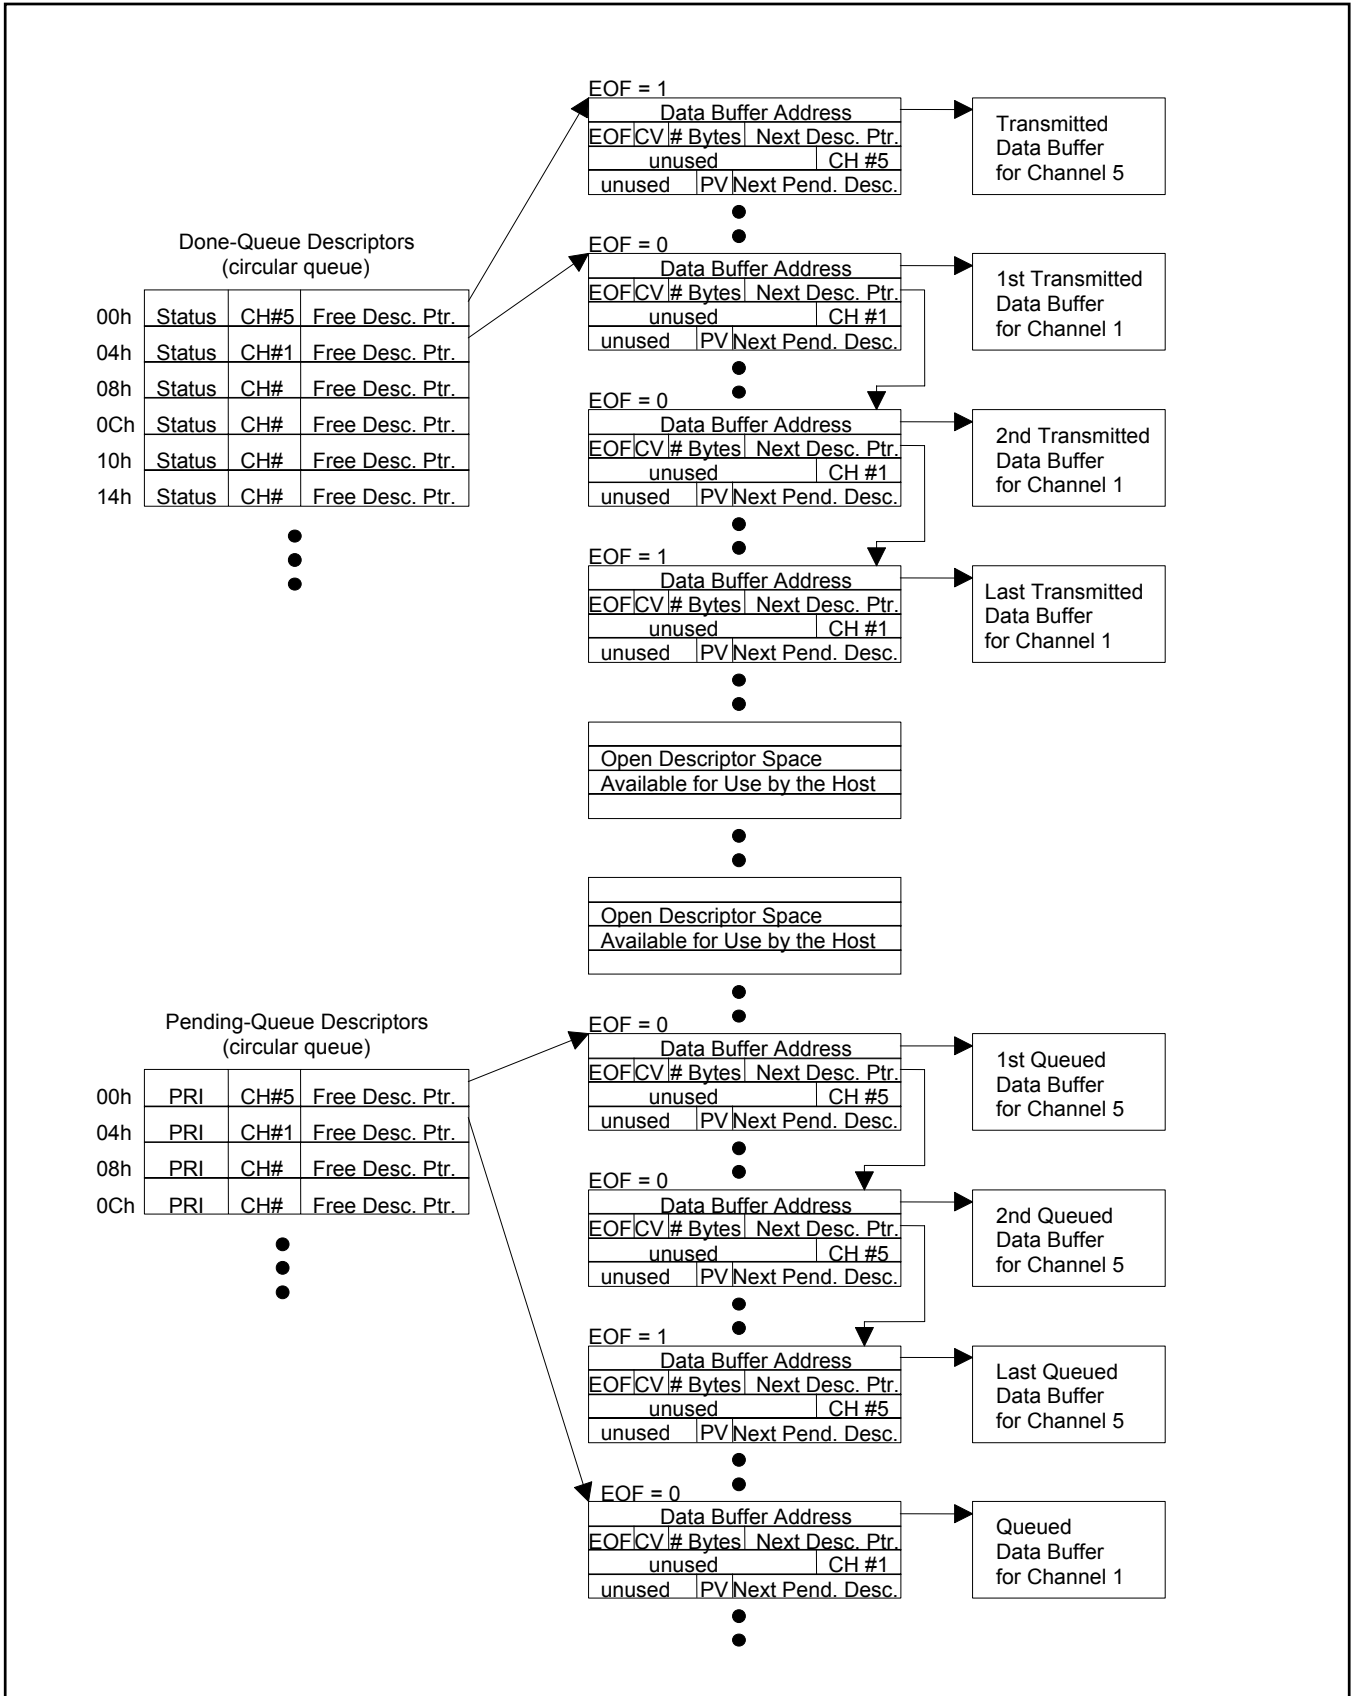 EOF = 1
Data Buffer Address
EOF CV # Bytes Next Desc. Ptr.
unused CH #5
unused PV Next Pend. Desc.
Transmitted
Data Buffer
for Channel 5
Done-Queue Descriptors
(circular queue)
00h Status CH#5 Free Desc. Ptr.
04h Status CH#1 Free Desc. Ptr.
08h Status CH# Free Desc. Ptr.
0Ch Status CH# Free Desc. Ptr.
10h Status CH# Free Desc. Ptr.
14h Status CH# Free Desc. Ptr.
EOF = 0
Data Buffer Address
EOF CV # Bytes Next Desc. Ptr.
unused CH #1
unused PV Next Pend. Desc.
1st Transmitted
Data Buffer
for Channel 1
EOF = 0
Data Buffer Address
EOF CV # Bytes Next Desc. Ptr.
unused CH #1
unused PV Next Pend. Desc.
2nd Transmitted
Data Buffer
for Channel 1
EOF = 1
Data Buffer Address
EOF CV # Bytes Next Desc. Ptr.
unused CH #1
unused PV Next Pend. Desc.
Last Transmitted
Data Buffer
for Channel 1
Open Descriptor Space
Available for Use by the Host
Open Descriptor Space
Available for Use by the Host
Pending-Queue Descriptors
(circular queue)
00h PRI CH#5 Free Desc. Ptr.
04h PRI CH#1 Free Desc. Ptr.
08h PRI CH# Free Desc. Ptr.
0Ch PRI CH# Free Desc. Ptr.
EOF = 0
Data Buffer Address
EOF CV # Bytes Next Desc. Ptr.
unused CH #5
unused PV Next Pend. Desc.
1st Queued
Data Buffer
for Channel 5
EOF = 0
Data Buffer Address
EOF CV # Bytes Next Desc. Ptr.
unused CH #5
unused PV Next Pend. Desc.
2nd Queued
Data Buffer
for Channel 5
EOF = 1
Data Buffer Address
EOF CV # Bytes Next Desc. Ptr.
unused CH #5
unused PV Next Pend. Desc.
Last Queued
Data Buffer
for Channel 5
EOF = 0
Data Buffer Address
EOF CV # Bytes Next Desc. Ptr.
unused CH #1
unused PV Next Pend. Desc.
Queued
Data Buffer
for Channel 1